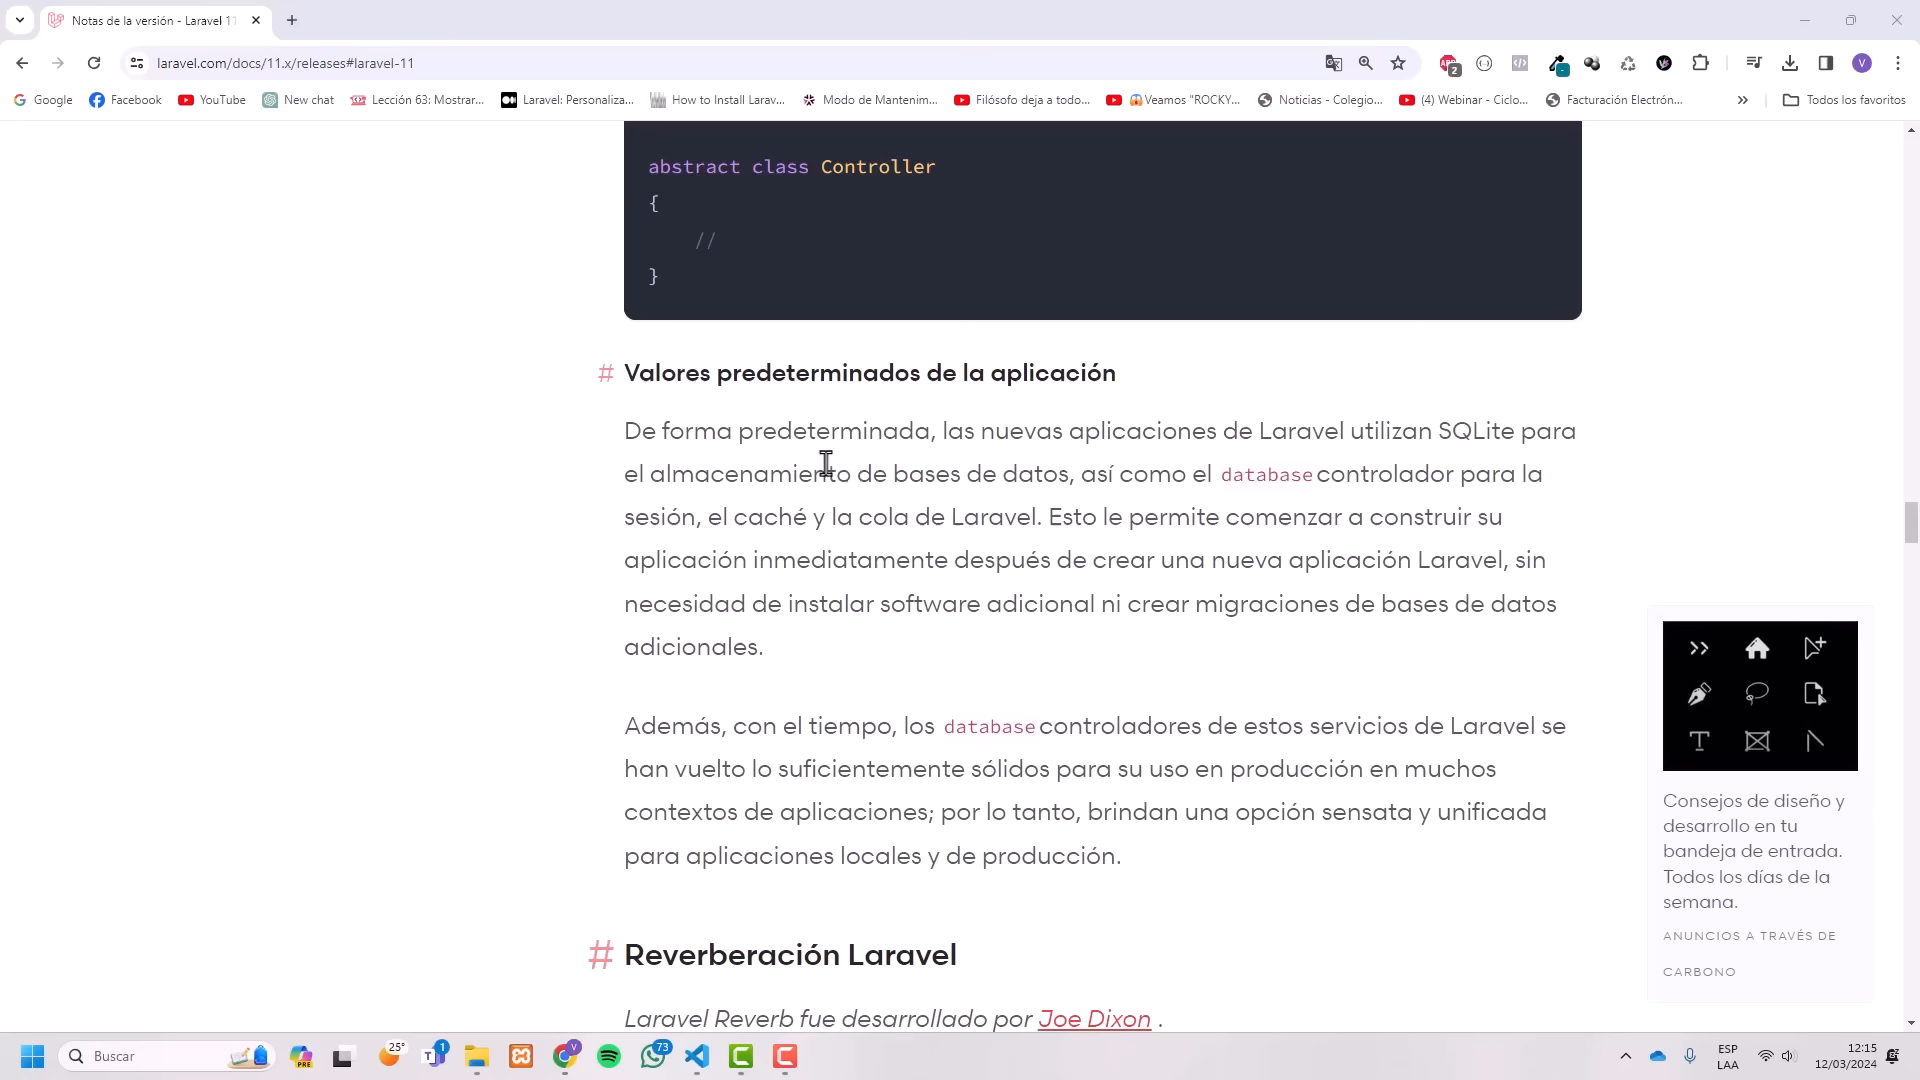 Notas de la versión - Laravel 11
laravel.com/docs/11.x/releases#laravel-11
2
V
Google
Facebook
YouTube
New chat
Lección 63: Mostrar...
Laravel: Personaliza...
How to Install Larav...
Modo de Mantenim...
Filósofo deja a todo...
😱Veamos "ROCKY...
Noticias - Colegio...
(4) Webinar - Ciclo...
Facturación Electrón...
Todos los favoritos
abstract class Controller
{
//
}
# Valores predeterminados de la aplicación
De forma predeterminada, las nuevas aplicaciones de Laravel utilizan SQLite para
el almacenamiento de bases de datos, así como el database controlador para la
sesión, el caché y la cola de Laravel. Esto le permite comenzar a construir su
aplicación inmediatamente después de crear una nueva aplicación Laravel, sin
necesidad de instalar software adicional ni crear migraciones de bases de datos
adicionales.
Además, con el tiempo, los database controladores de estos servicios de Laravel se
han vuelto lo suficientemente sólidos para su uso en producción en muchos
contextos de aplicaciones; por lo tanto, brindan una opción sensata y unificada
para aplicaciones locales y de producción.
Consejos de diseño y
desarrollo en tu
bandeja de entrada.
Todos los días de la
semana.
ANUNCIOS A TRAVÉS DE
CARBONO
# Reverberación Laravel
Laravel Reverb fue desarrollado por Joe Dixon .
Buscar
PRE
25°
1
V
73
ESP
LAA
12:15
12/03/2024